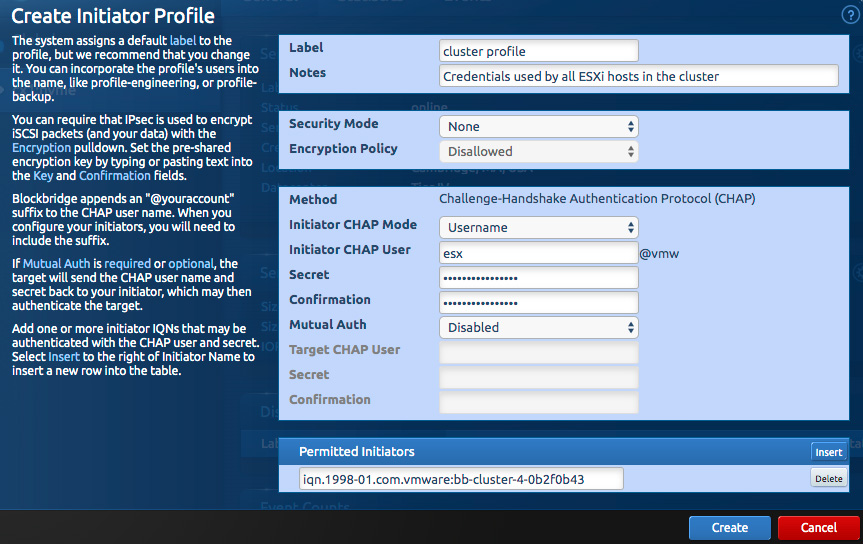 Create Initiator Profile
?
The system assigns a default label to the
profile, but we recommend that you change
it. You can incorporate the profile's users into
the name, like profile-engineering, or profile-
backup.
You can require that IPsec is used to encrypt
iSCSI packets (and your data) with the
Encryption pulldown. Set the pre-shared
encryption key by typing or pasting text into
the Key and Confirmation fields.
Blockbridge appends an "@youraccount"
suffix to the CHAP user name. When you
configure your initiators, you will need to
include the suffix.
If Mutual Auth is required or optional, the
target will send the CHAP user name and
secret back to your initiator, which may then
authenticate the target.
Add one or more initiator IQNs that may be
authenticated with the CHAP user and secret.
Select Insert to the right of Initiator Name to
insert a new row into the table.
Label cluster profile
Notes Credentials used by all ESXi hosts in the cluster
online
Security Mode None
Encryption Policy Disallowed
Method Challenge-Handshake Authentication Protocol (CHAP)
Initiator CHAP Mode Username
Initiator CHAP User esx @vmw
Secret ••••••••••••••••
Confirmation ••••••••••••••••
Mutual Auth Disabled
Target CHAP User
Secret
Confirmation
Permitted Initiators Insert
iqn.1998-01.com.vmware:bb-cluster-4-0b2f0b43 Delete
Event Counts
Create Cancel